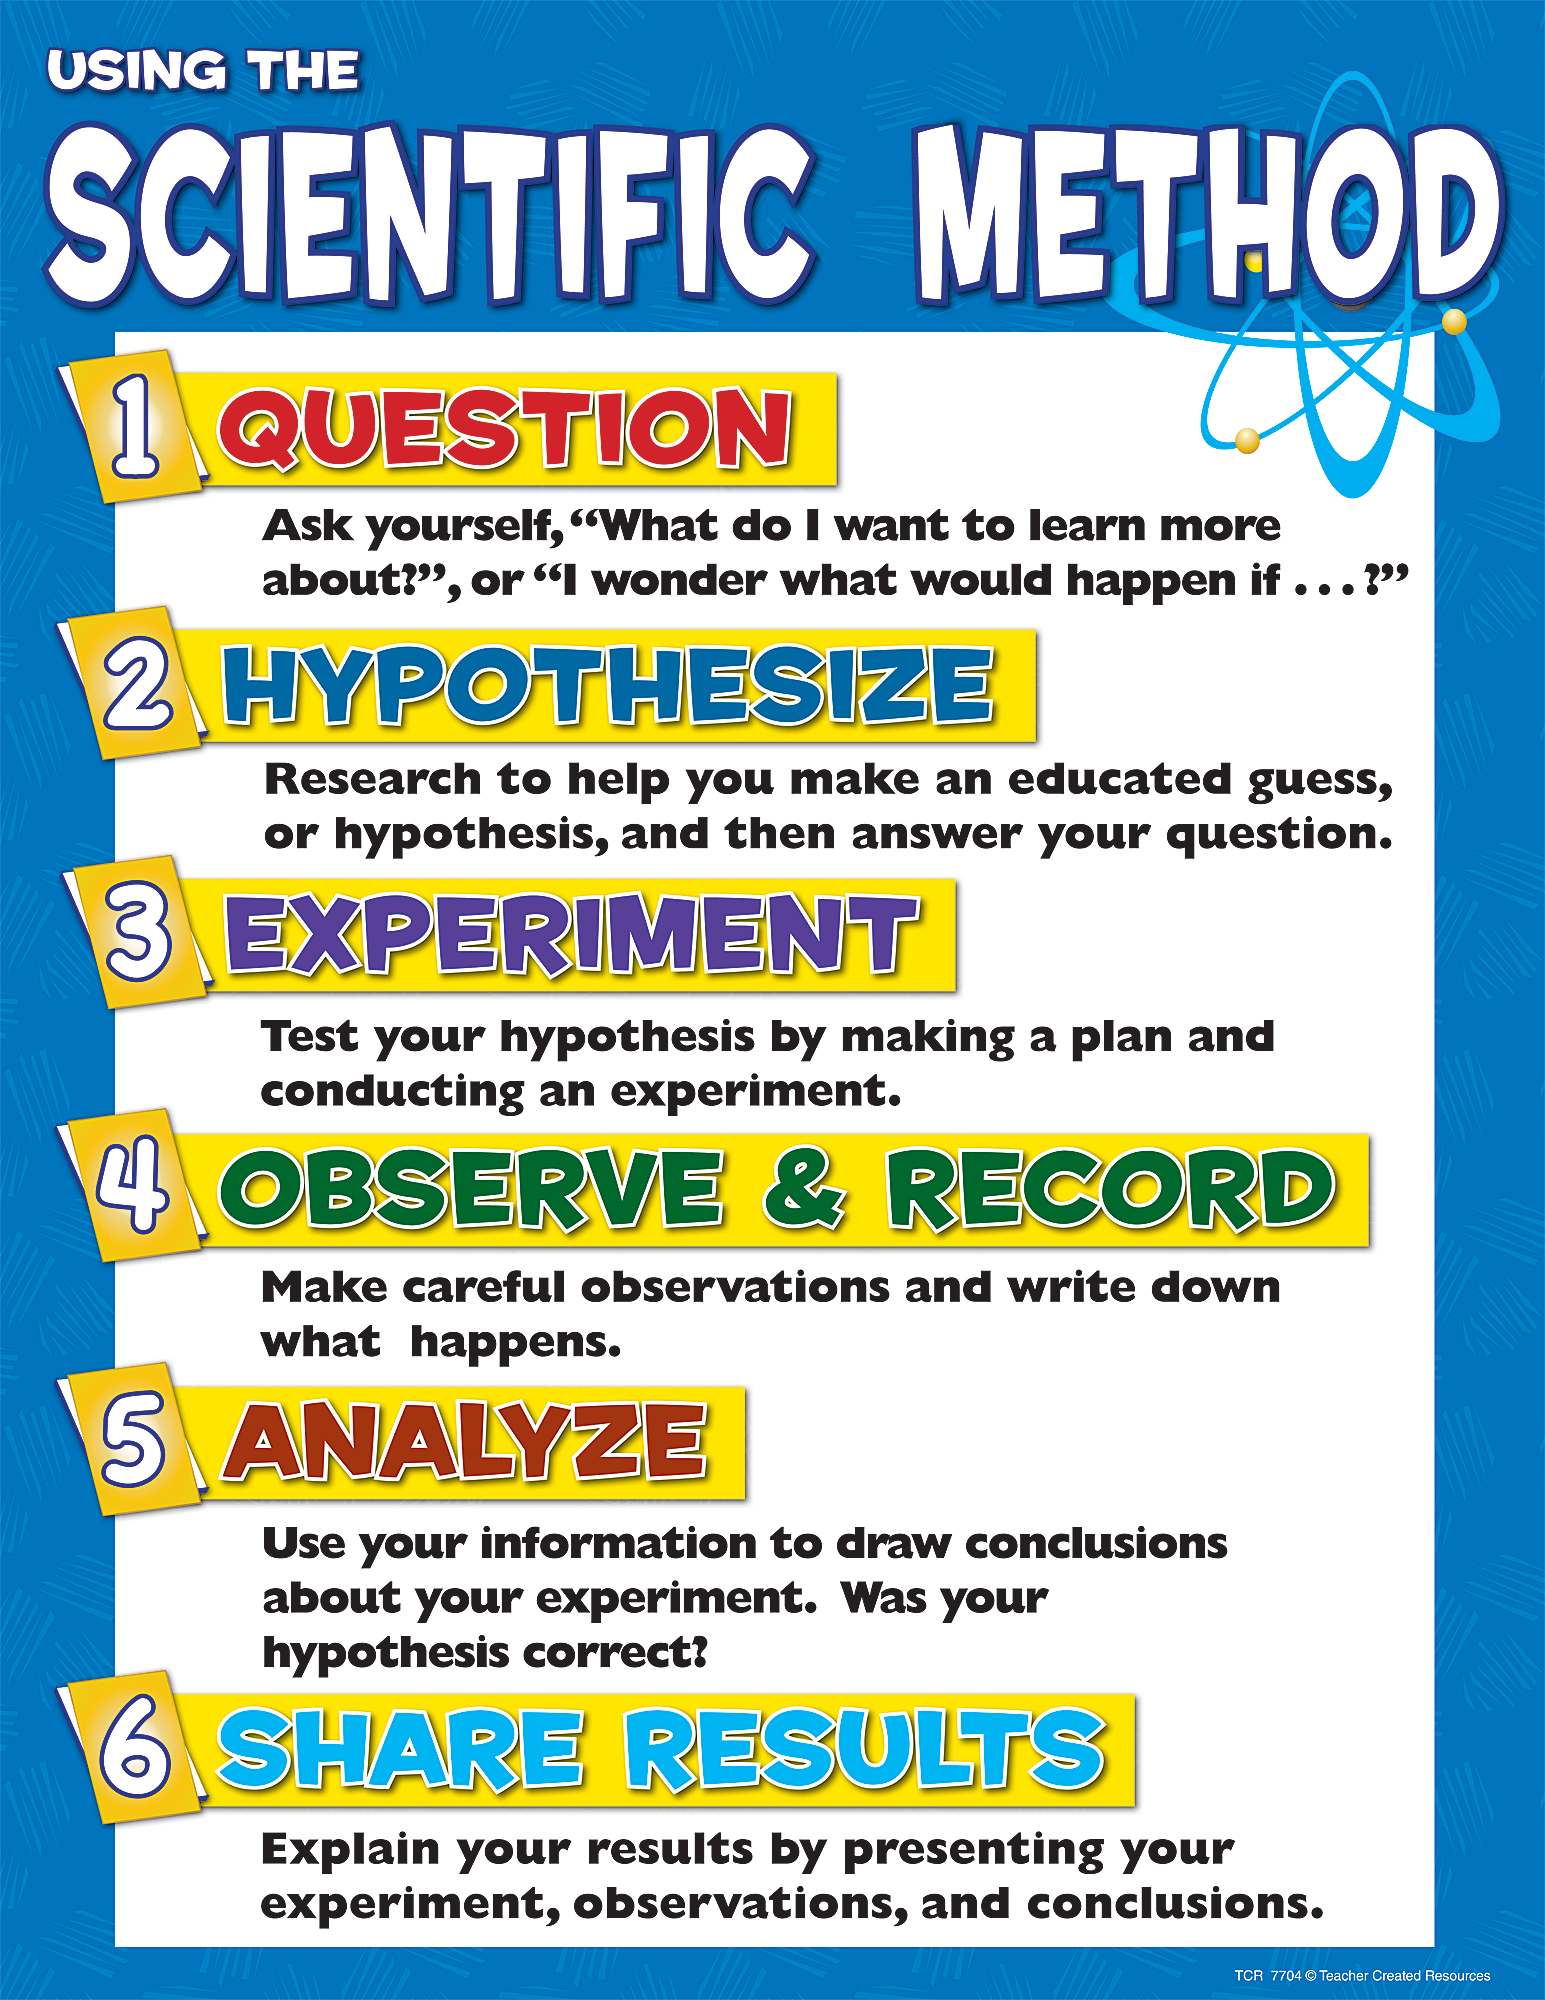 USING THE
SCIENTIFIC METHOD
1 QUESTION
Ask yourself, “What do I want to learn more
about?”, or “I wonder what would happen if . . . ?”
2 HYPOTHESIZE
Research to help you make an educated guess,
or hypothesis, and then answer your question.
3 EXPERIMENT
Test your hypothesis by making a plan and
conducting an experiment.
4 OBSERVE & RECORD
Make careful observations and write down
what happens.
5 ANALYZE
Use your information to draw conclusions
about your experiment. Was your
hypothesis correct?
6 SHARE RESULTS
Explain your results by presenting your
experiment, observations, and conclusions.
TCR 7704 © Teacher Created Resources